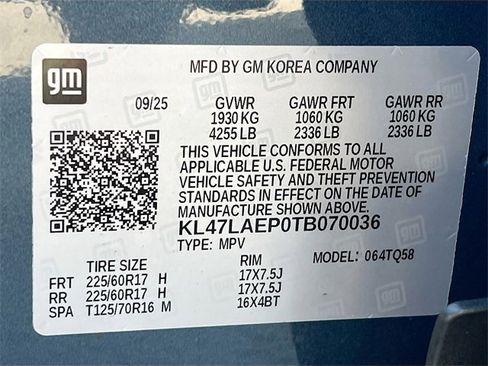 gm
MFD BY GM KOREA COMPANY
09/25 GVWR GAWR FRT GAWR RR
1930 KG 1060 KG 1060 KG
4255 LB 2336 LB 2336 LB
THIS VEHICLE CONFORMS TO ALL
APPLICABLE U.S. FEDERAL MOTOR
VEHICLE SAFETY AND THEFT PREVENTION
STANDARDS IN EFFECT ON THE DATE OF
MANUFACTURE SHOWN ABOVE.
KL47LAEP0TB070036
TYPE: MPV MODEL: 064TQ58
TIRE SIZE RIM
FRT 225/60R17 H 17X7.5J
RR 225/60R17 H 17X7.5J
SPA T125/70R16 M 16X4BT